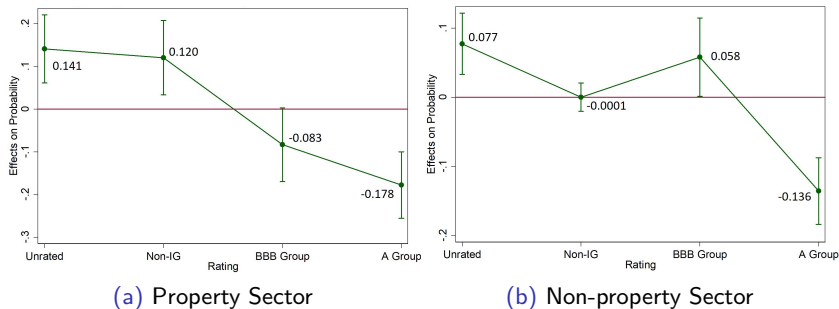 .2
.1
0
-.1
-.2
-.3
Effects on Probability
0.141
0.120
-0.083
-0.178
Unrated
Non-IG
BBB Group
A Group
Rating
(a) Property Sector
.1
0
-.1
-.2
Effects on Probability
0.077
-0.0001
0.058
-0.136
Unrated
Non-IG
BBB Group
A Group
Rating
(b) Non-property Sector